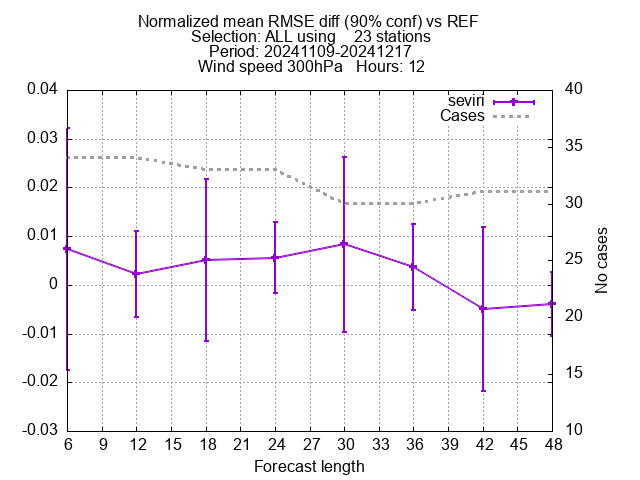 Normalized mean RMSE diff (90% conf) vs REF
Selection: ALL using    23 stations
Period: 20241109-20241217
Wind speed 300hPa   Hours: 12
seviri
Cases
0.04
0.03
0.02
0.01
0
-0.01
-0.02
-0.03
40
35
30
25
20
15
10
No cases
6 9 12 15 18 21 24 27 30 33 36 39 42 45 48
Forecast length